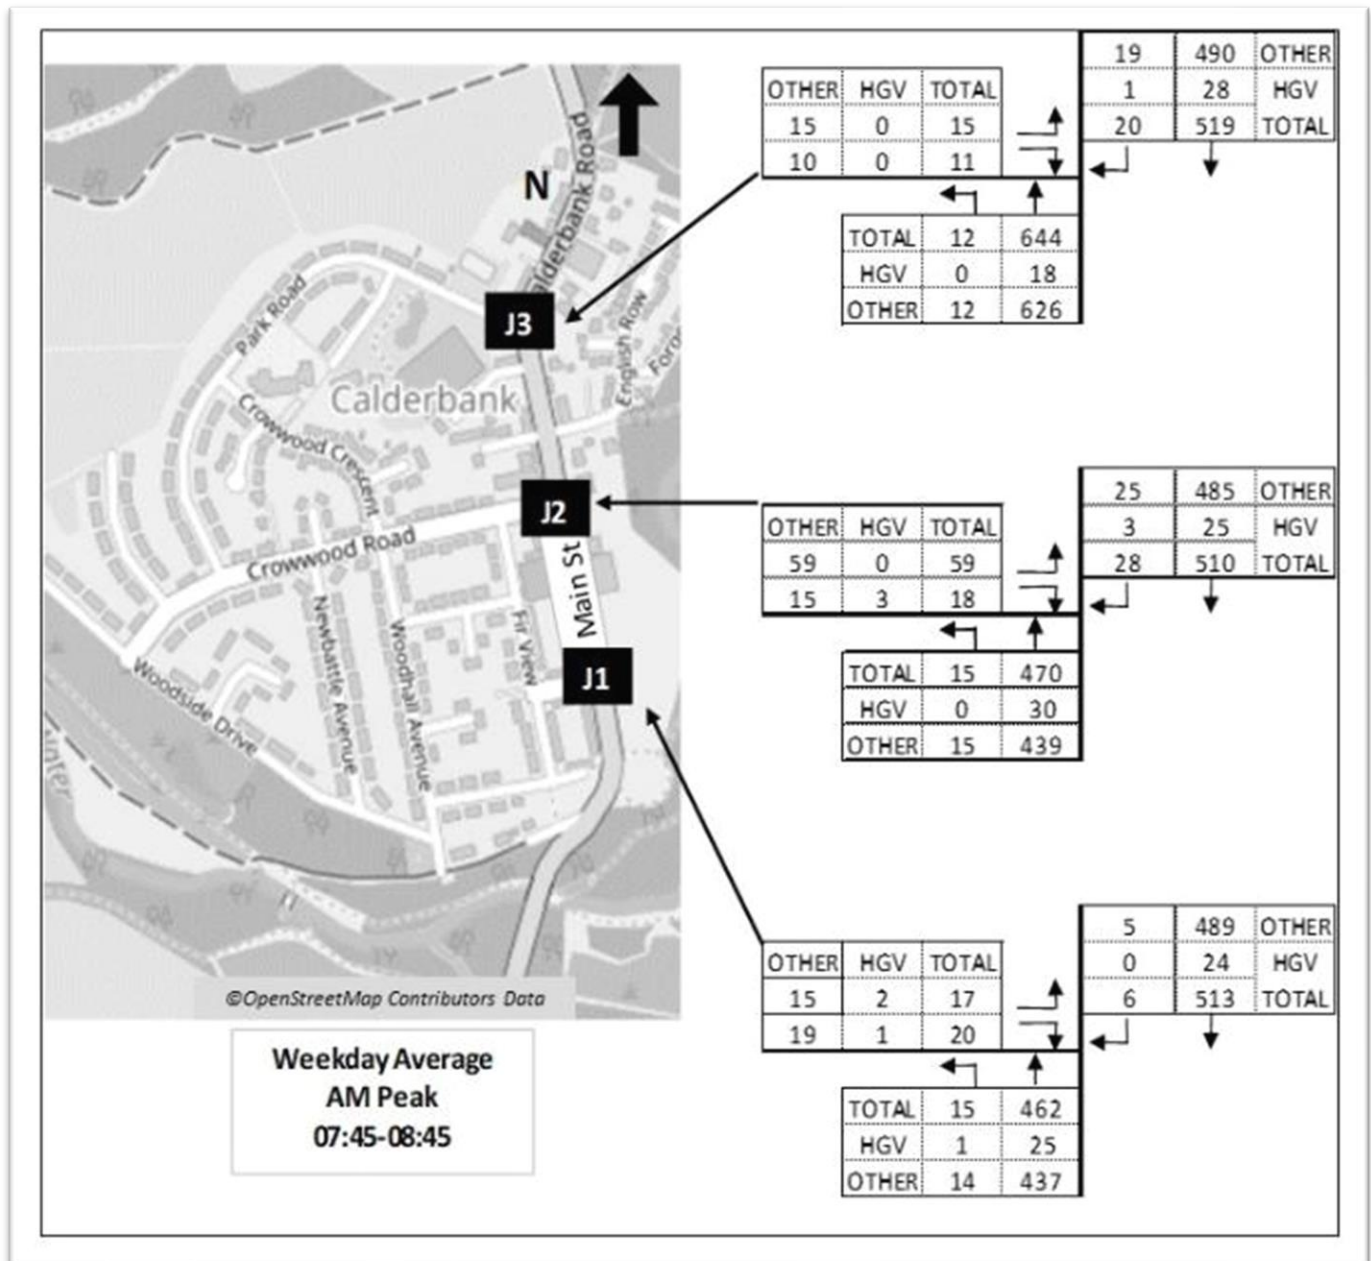 N
Calderbank Road
J3
Park Road
English Row
Calderbank
Crowwood Crescent
J2
Crowwood Road
Main St
Newbattle Avenue
Woodhall Avenue
Fir View
J1
Woodside Drive
©OpenStreetMap Contributors Data
Weekday Average
AM Peak
07:45-08:45
19 490 OTHER
1 28 HGV
20 519 TOTAL
OTHER HGV TOTAL
15 0 15
10 0 11
TOTAL 12 644
HGV 0 18
OTHER 12 626
25 485 OTHER
3 25 HGV
28 510 TOTAL
OTHER HGV TOTAL
59 0 59
15 3 18
TOTAL 15 470
HGV 0 30
OTHER 15 439
5 489 OTHER
0 24 HGV
6 513 TOTAL
OTHER HGV TOTAL
15 2 17
19 1 20
TOTAL 15 462
HGV 1 25
OTHER 14 437